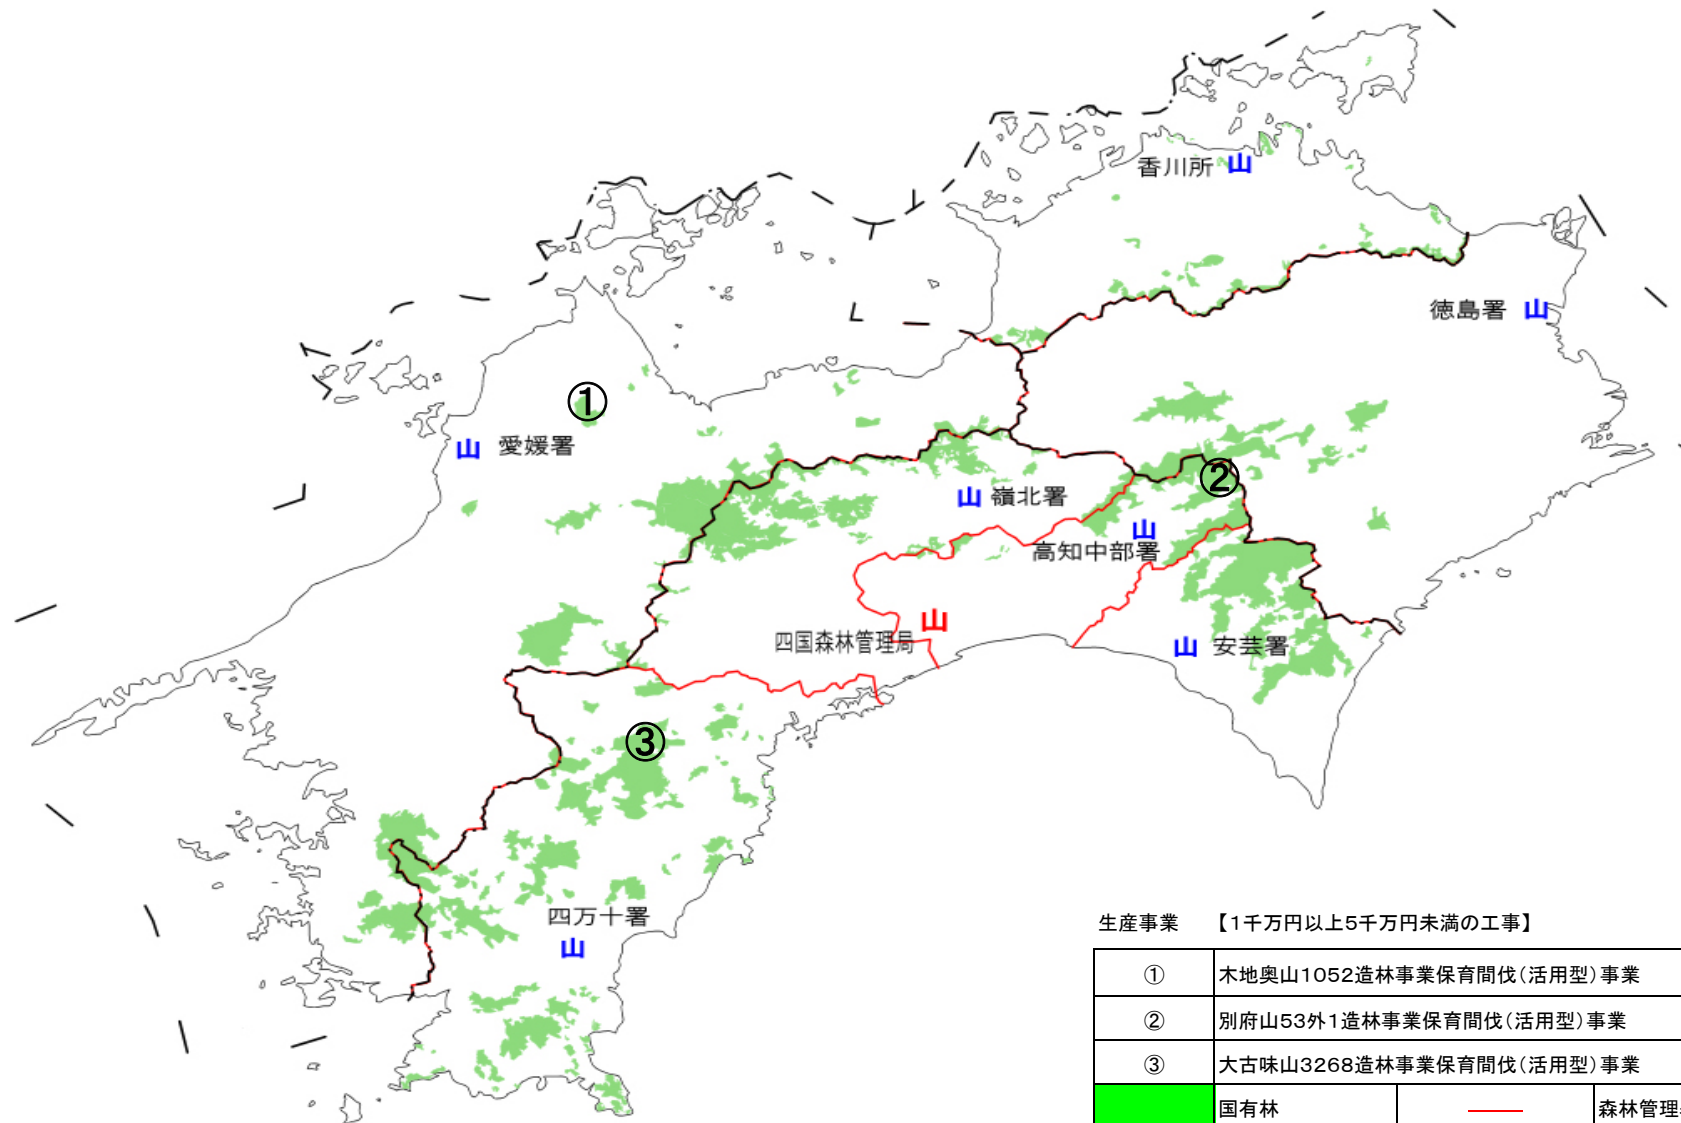 香川所 山
徳島署 山
①
山 愛媛署
②
山 嶺北署
山
高知中部署
山
四国森林管理局
山 安芸署
③
四万十署
山
生産事業 【1千万円以上5千万円未満の工事】
① 木地奥山1052造林事業保育間伐(活用型)事業
② 別府山53外1造林事業保育間伐(活用型)事業
③ 大古味山3268造林事業保育間伐(活用型)事業
国有林 森林管理